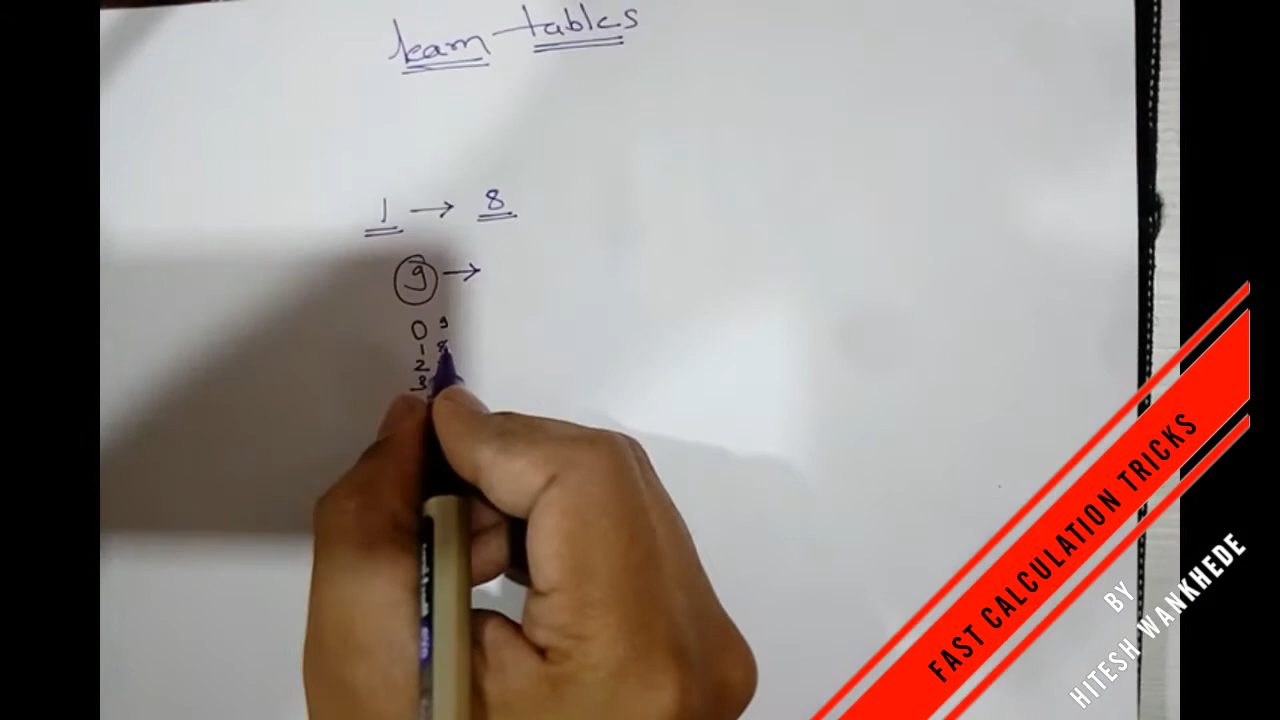 learn tables
1 → 8
9 →
0 9
1 8
2
3
FAST CALCULATION TRICKS
BY
HITESH WANKHEDE